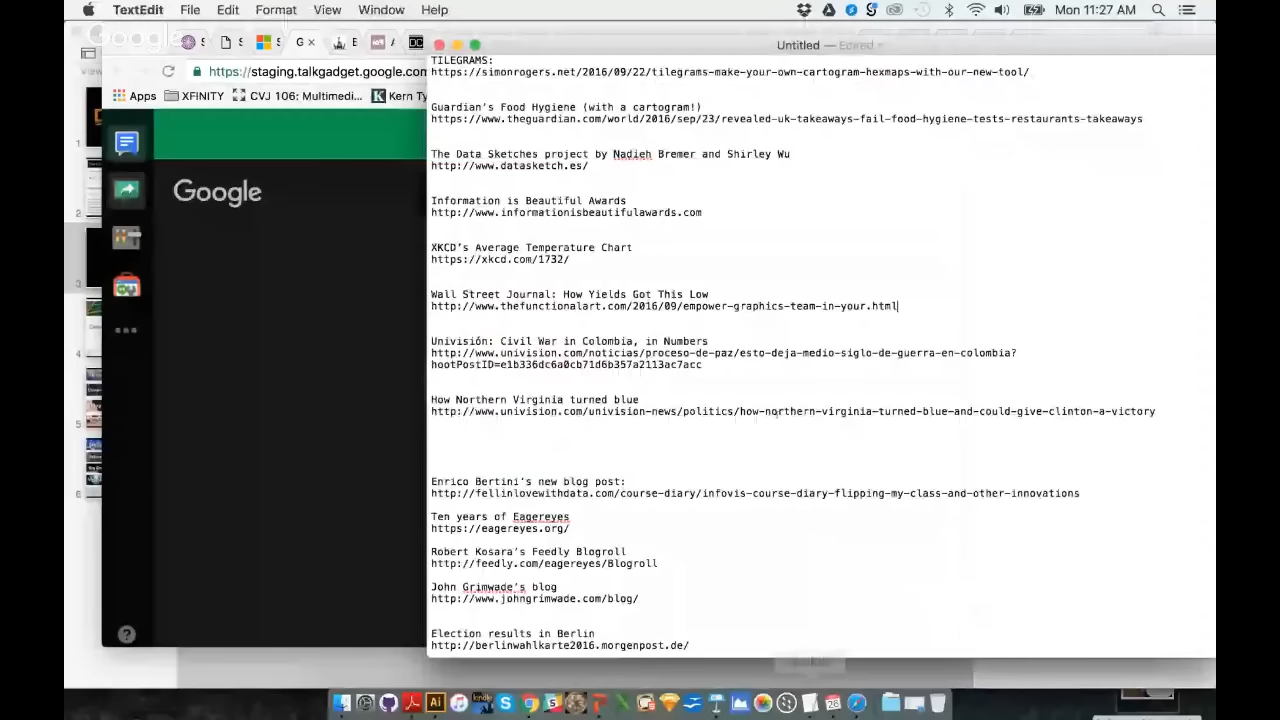 TextEdit File Edit Format View Window Help
Mon 11:27 AM
Untitled — Edited
https://staging.talkgadget.google.com
Apps XFINITY CVJ 106: Multimedi... Kern Ty
Google
1
2
3
4
5
6
TILEGRAMS:
https://simonrogers.net/2016/09/22/tilegrams-make-your-own-cartogram-hexmaps-with-our-new-tool/
Guardian's Food Hygiene (with a cartogram!)
https://www.theguardian.com/world/2016/sep/23/revealed-uk-takeaways-fail-food-hygiene-tests-restaurants-takeaways
The Data Sketches project by Nadieh Bremer and Shirley Wu
http://www.datasketch.es/
Information is Beautiful Awards
http://www.informationisbeautifulawards.com
XKCD's Average Temperature Chart
https://xkcd.com/1732/
Wall Street Journal: How Yields Got This Low
http://www.thefunctionalart.com/2016/09/empower-graphics-team-in-your.html
Univisión: Civil War in Colombia, in Numbers
http://www.univision.com/noticias/proceso-de-paz/esto-deja-medio-siglo-de-guerra-en-colombia?
hootPostID=e1b336dc6a0cb71d6b357a2113ac7acc
How Northern Virginia turned blue
http://www.univision.com/univision-news/politics/how-northern-virginia-turned-blue-and-could-give-clinton-a-victory
Enrico Bertini's new blog post:
http://fellinlovewithdata.com/course-diary/infovis-course-diary-flipping-my-class-and-other-innovations
Ten years of Eagereyes
https://eagereyes.org/
Robert Kosara's Feedly Blogroll
http://feedly.com/eagereyes/Blogroll
John Grimwade's blog
http://www.johngrimwade.com/blog/
Election results in Berlin
http://berlinwahlkarte2016.morgenpost.de/